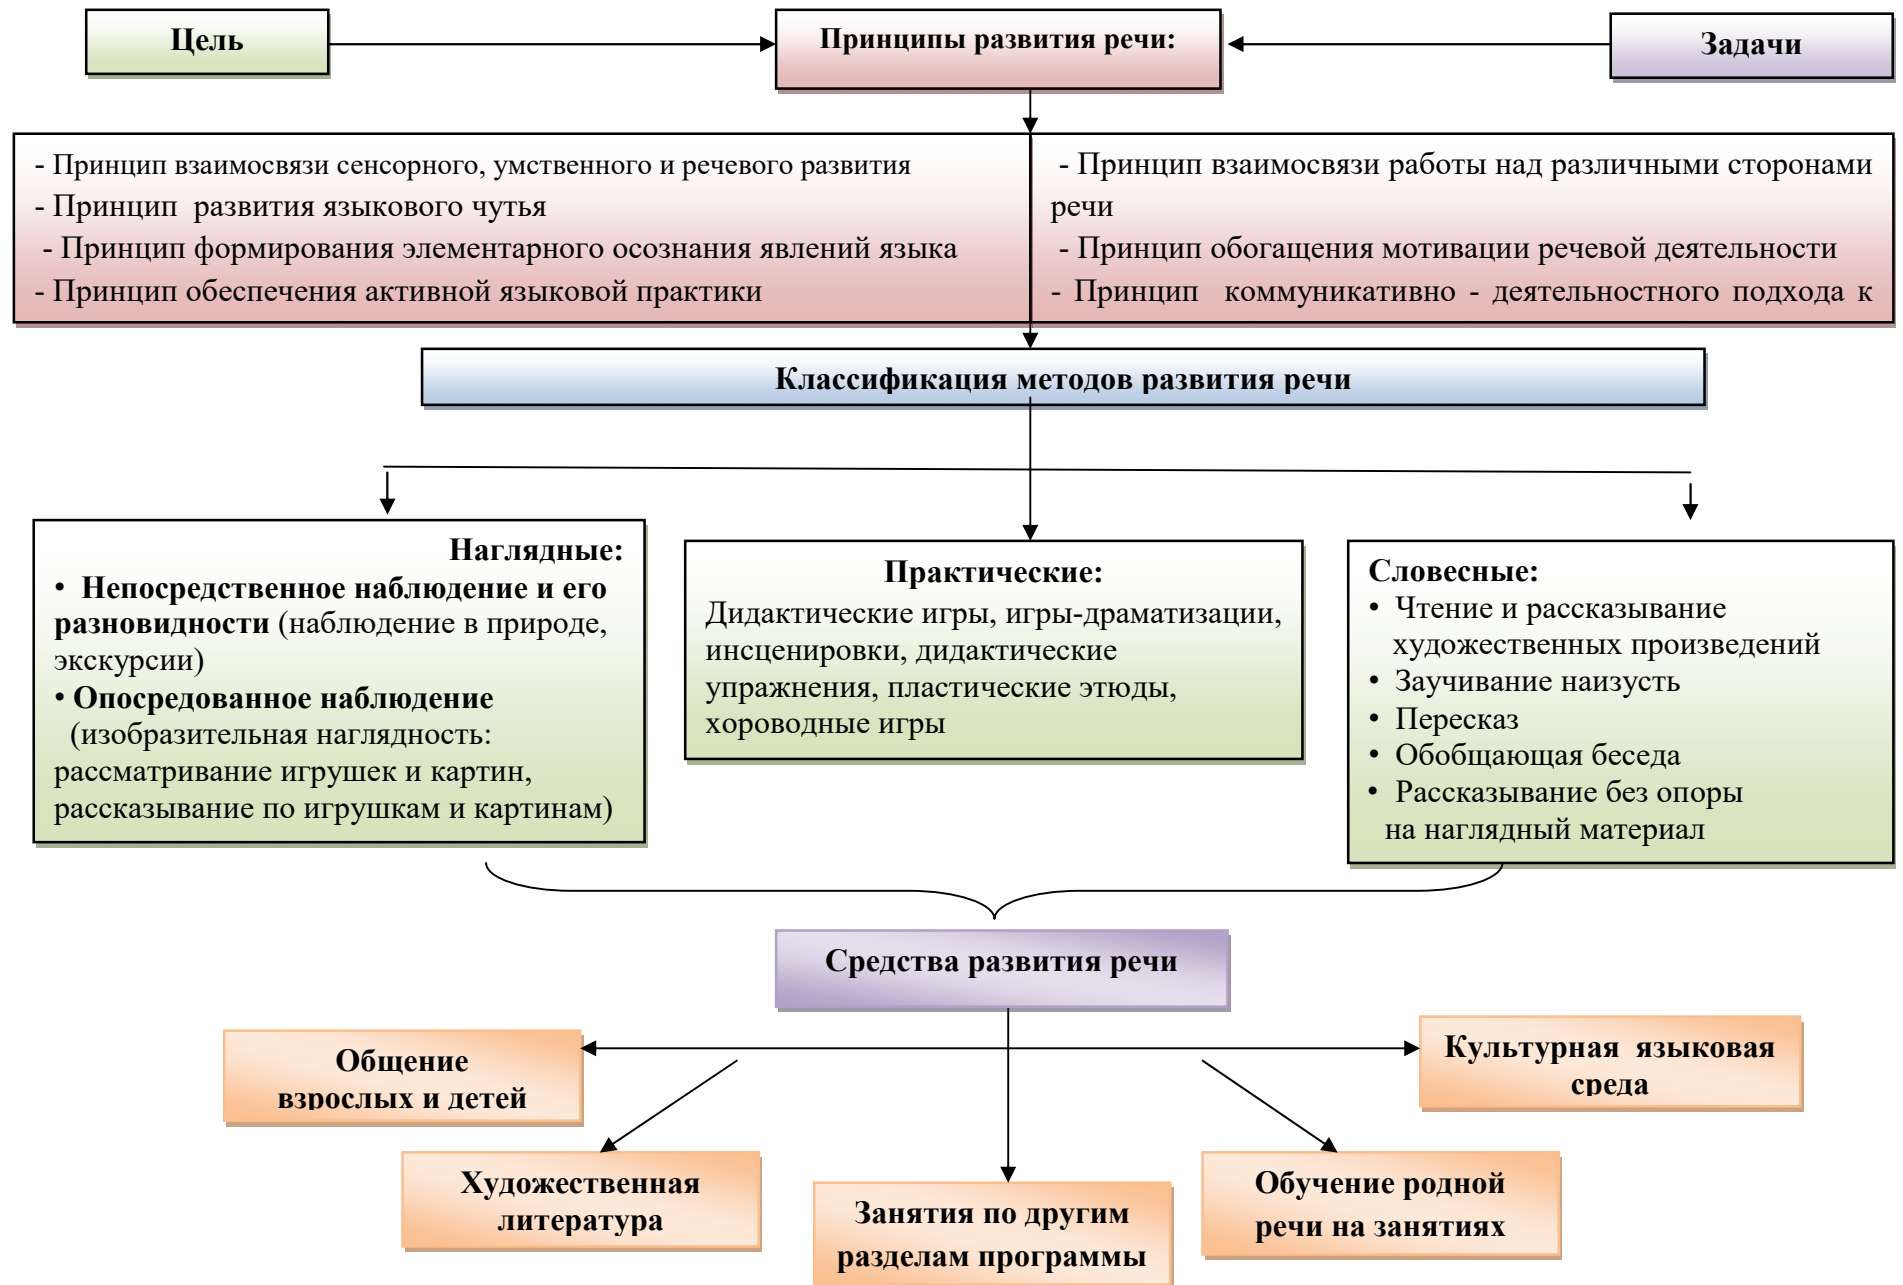 Цель
Принципы развития речи:
Задачи
- Принцип взаимосвязи сенсорного, умственного и речевого развития
- Принцип развития языкового чутья
- Принцип формирования элементарного осознания явлений языка
- Принцип обеспечения активной языковой практики
- Принцип взаимосвязи работы над различными сторонами
речи
- Принцип обогащения мотивации речевой деятельности
- Принцип коммуникативно - деятельностного подхода к
Классификация методов развития речи
Наглядные:
• Непосредственное наблюдение и его
разновидности (наблюдение в природе,
экскурсии)
• Опосредованное наблюдение
(изобразительная наглядность:
рассматривание игрушек и картин,
рассказывание по игрушкам и картинам)
Практические:
Дидактические игры, игры-драматизации,
инсценировки, дидактические
упражнения, пластические этюды,
хороводные игры
Словесные:
• Чтение и рассказывание
художественных произведений
• Заучивание наизусть
• Пересказ
• Обобщающая беседа
• Рассказывание без опоры
на наглядный материал
Средства развития речи
Общение
взрослых и детей
Культурная языковая
среда
Художественная
литература
Занятия по другим
разделам программы
Обучение родной
речи на занятиях